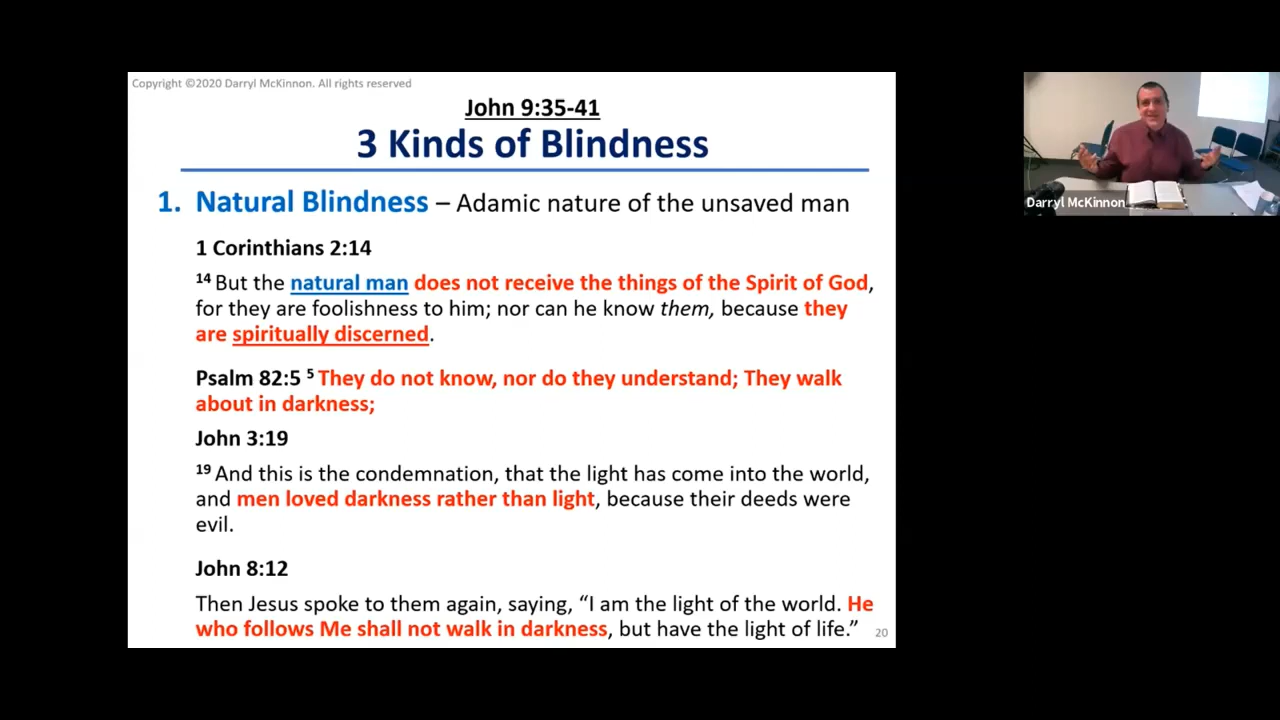 Copyright ©2020 Darryl McKinnon. All rights reserved
John 9:35-41
3 Kinds of Blindness
1. Natural Blindness – Adamic nature of the unsaved man
1 Corinthians 2:14
14 But the natural man does not receive the things of the Spirit of God,
for they are foolishness to him; nor can he know them, because they
are spiritually discerned.
Psalm 82:5 5 They do not know, nor do they understand; They walk
about in darkness;
John 3:19
19 And this is the condemnation, that the light has come into the world,
and men loved darkness rather than light, because their deeds were
evil.
John 8:12
Then Jesus spoke to them again, saying, “I am the light of the world. He
who follows Me shall not walk in darkness, but have the light of life.”
20
Darryl McKinnon